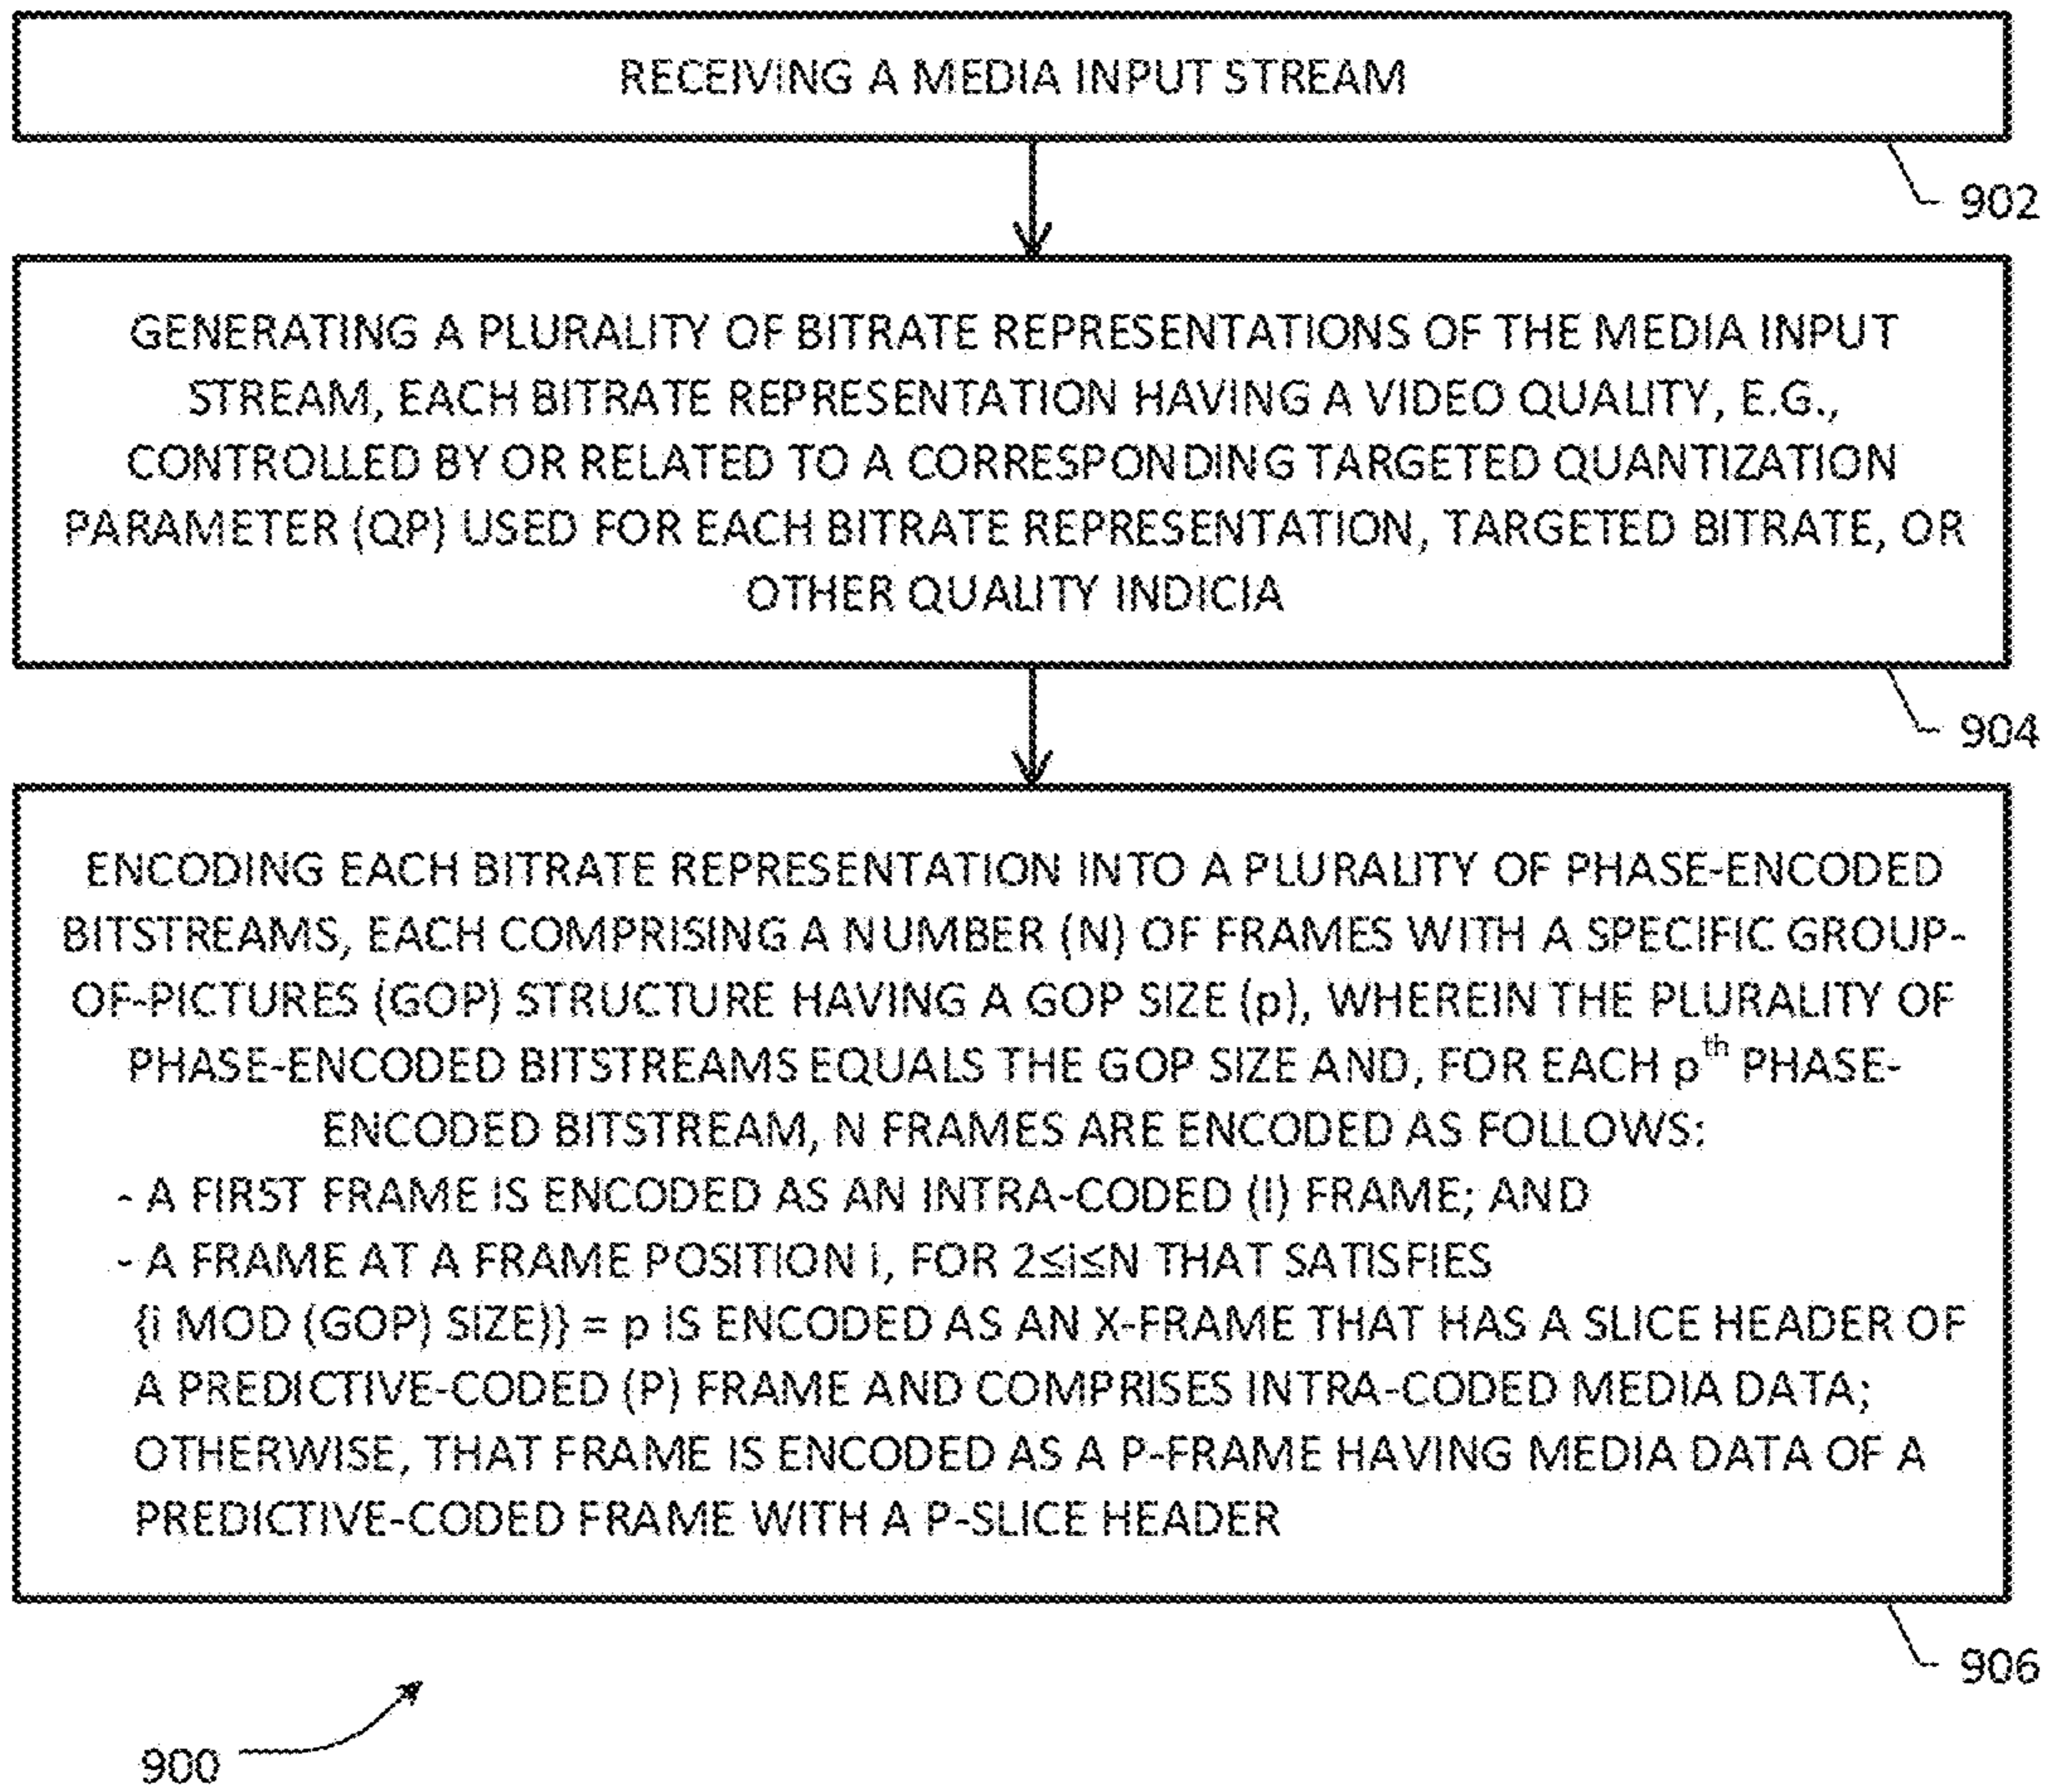 RECEIVING A MEDIA INPUT STREAM
902
GENERATING A PLURALITY OF BITRATE REPRESENTATIONS OF THE MEDIA INPUT
STREAM, EACH BITRATE REPRESENTATION HAVING A VIDEO QUALITY, E.G.,
CONTROLLED BY OR RELATED TO A CORRESPONDING TARGETED QUANTIZATION
PARAMETER (QP) USED FOR EACH BITRATE REPRESENTATION, TARGETED BITRATE, OR
OTHER QUALITY INDICIA
904
ENCODING EACH BITRATE REPRESENTATION INTO A PLURALITY OF PHASE-ENCODED
BITSTREAMS, EACH COMPRISING A NUMBER (N) OF FRAMES WITH A SPECIFIC GROUP-
OF-PICTURES (GOP) STRUCTURE HAVING A GOP SIZE (p), WHEREIN THE PLURALITY OF
PHASE-ENCODED BITSTREAMS EQUALS THE GOP SIZE AND, FOR EACH pth PHASE-
ENCODED BITSTREAM, N FRAMES ARE ENCODED AS FOLLOWS:
- A FIRST FRAME IS ENCODED AS AN INTRA-CODED (I) FRAME; AND
- A FRAME AT A FRAME POSITION i, FOR 2≤i≤N THAT SATISFIES
{i MOD (GOP) SIZE)} = p IS ENCODED AS AN X-FRAME THAT HAS A SLICE HEADER OF
A PREDICTIVE-CODED (P) FRAME AND COMPRISES INTRA-CODED MEDIA DATA;
OTHERWISE, THAT FRAME IS ENCODED AS A P-FRAME HAVING MEDIA DATA OF A
PREDICTIVE-CODED FRAME WITH A P-SLICE HEADER
906
900